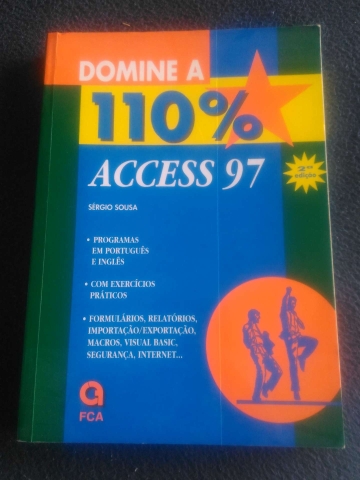 DOMINE A
110%
ACCESS 97
SÉRGIO SOUSA
2ª edição
• PROGRAMAS
EM PORTUGUÊS
E INGLÊS
• COM EXERCÍCIOS
PRÁTICOS
• FORMULÁRIOS, RELATÓRIOS,
IMPORTAÇÃO/EXPORTAÇÃO,
MACROS, VISUAL BASIC,
SEGURANÇA, INTERNET...
FCA